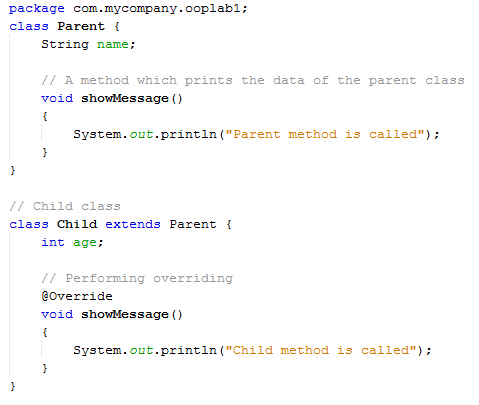 package com.mycompany.ooplab1;
class Parent {
    String name;

    // A method which prints the data of the parent class
    void showMessage()
    {
        System.out.println("Parent method is called");
    }
}

// Child class
class Child extends Parent {
    int age;

    // Performing overriding
    @Override
    void showMessage()
    {
        System.out.println("Child method is called");
    }
}